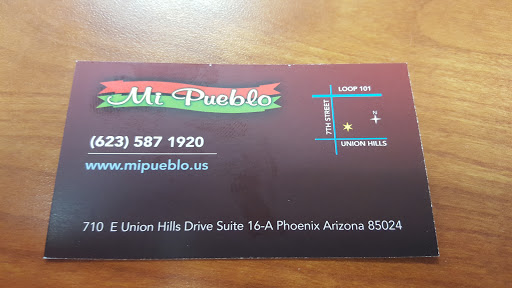 Mi Pueblo
LOOP 101
7TH STREET
N
UNION HILLS
(623) 587 1920
www.mipueblo.us
710 E Union Hills Drive Suite 16-A Phoenix Arizona 85024